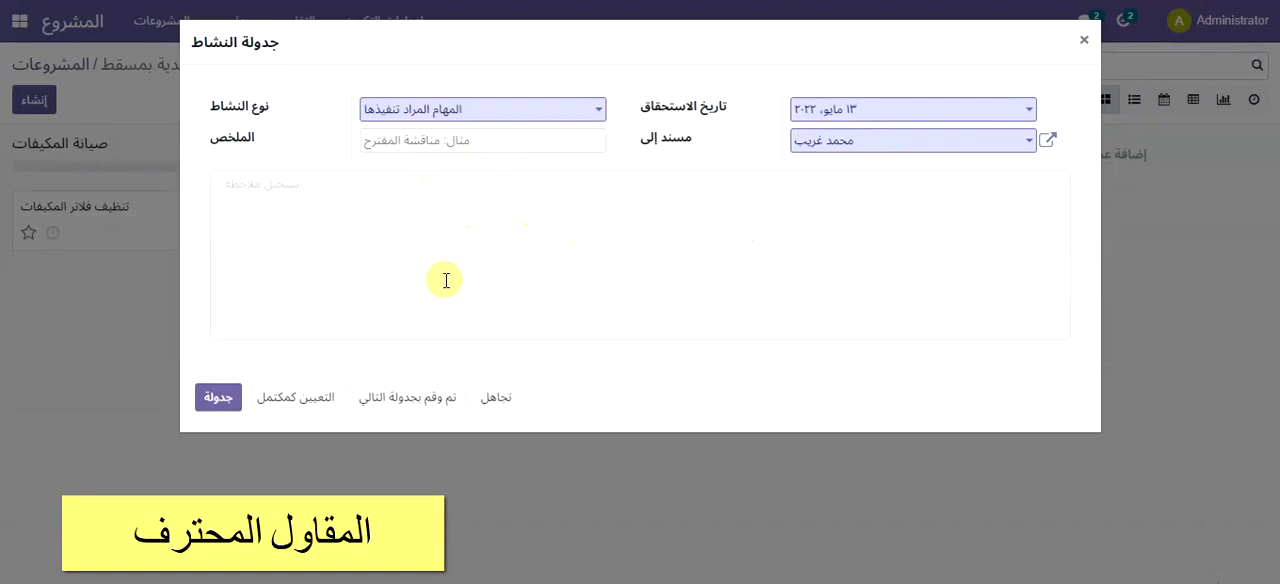 المشروع
المشروعات
2
2
A Administrator
المشروعات /
بمسقط
إنشاء
صيانة المكيفات
تنظيف فلاتر المكيفات
جدولة النشاط
×
نوع النشاط
المهام المراد تنفيذها
تاريخ الاستحقاق
١٣ مايو، ٢٠٢٢
الملخص
مثال: مناقشة المقترح
مسند إلى
محمد غريب
تسجيل ملاحظة
إضافة
جدولة
التعيين كمكتمل
تم وقم بجدولة التالي
تجاهل
المقاول المحترف